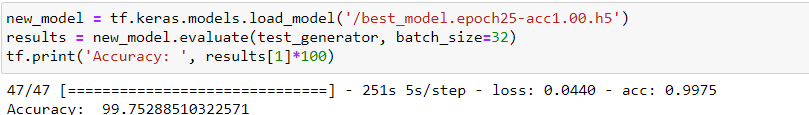 new_model = tf.keras.models.load_model('/best_model.epoch25-acc1.00.h5')
results = new_model.evaluate(test_generator, batch_size=32)
tf.print('Accuracy: ', results[1]*100)
47/47 [==============================] - 251s 5s/step - loss: 0.0440 - acc: 0.9975
Accuracy:  99.75288510322571